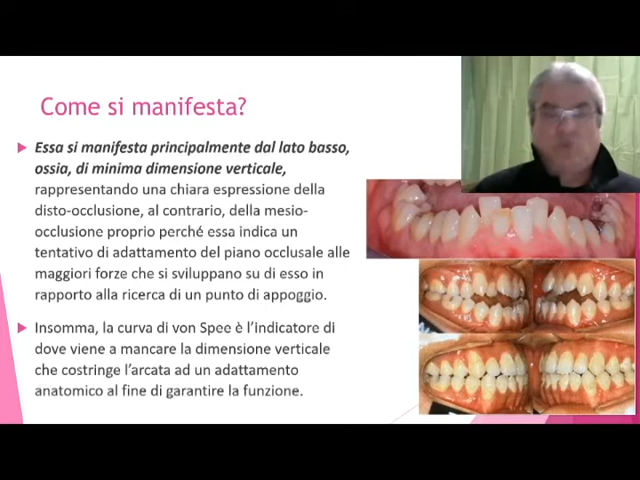 Come si manifesta?
Essa si manifesta principalmente dal lato basso,
ossia, di minima dimensione verticale,
rappresentando una chiara espressione della
disto-occlusione, al contrario, della mesio-
occlusione proprio perché essa indica un
tentativo di adattamento del piano occlusale alle
maggiori forze che si sviluppano su di esso in
rapporto alla ricerca di un punto di appoggio.
Insomma, la curva di von Spee è l'indicatore di
dove viene a mancare la dimensione verticale
che costringe l'arcata ad un adattamento
anatomico al fine di garantire la funzione.